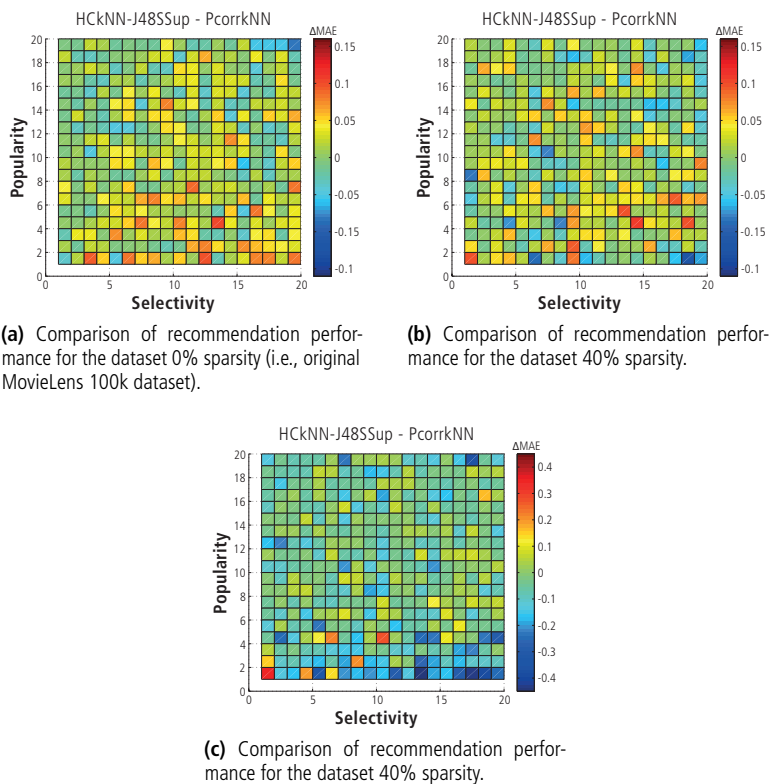 HCkNN-J48SSup - PcorrkNN
ΔMAE
20
18
16
14
12
10
8
6
4
2
0
Popularity
0 5 10 15 20
Selectivity
0.15
0.1
0.05
0
-0.05
-0.1
(a) Comparison of recommendation perfor-
mance for the dataset 0% sparsity (i.e., original
MovieLens 100k dataset).
HCkNN-J48SSup - PcorrkNN
ΔMAE
20
18
16
14
12
10
8
6
4
2
0
Popularity
0 5 10 15 20
Selectivity
0.15
0.1
0.05
0
-0.05
-0.1
(b) Comparison of recommendation perfor-
mance for the dataset 40% sparsity.
HCkNN-J48SSup - PcorrkNN
ΔMAE
20
18
16
14
12
10
8
6
4
2
0
Popularity
0 5 10 15 20
Selectivity
0.4
0.3
0.2
0.1
0
-0.1
-0.2
-0.3
-0.4
(c) Comparison of recommendation perfor-
mance for the dataset 40% sparsity.